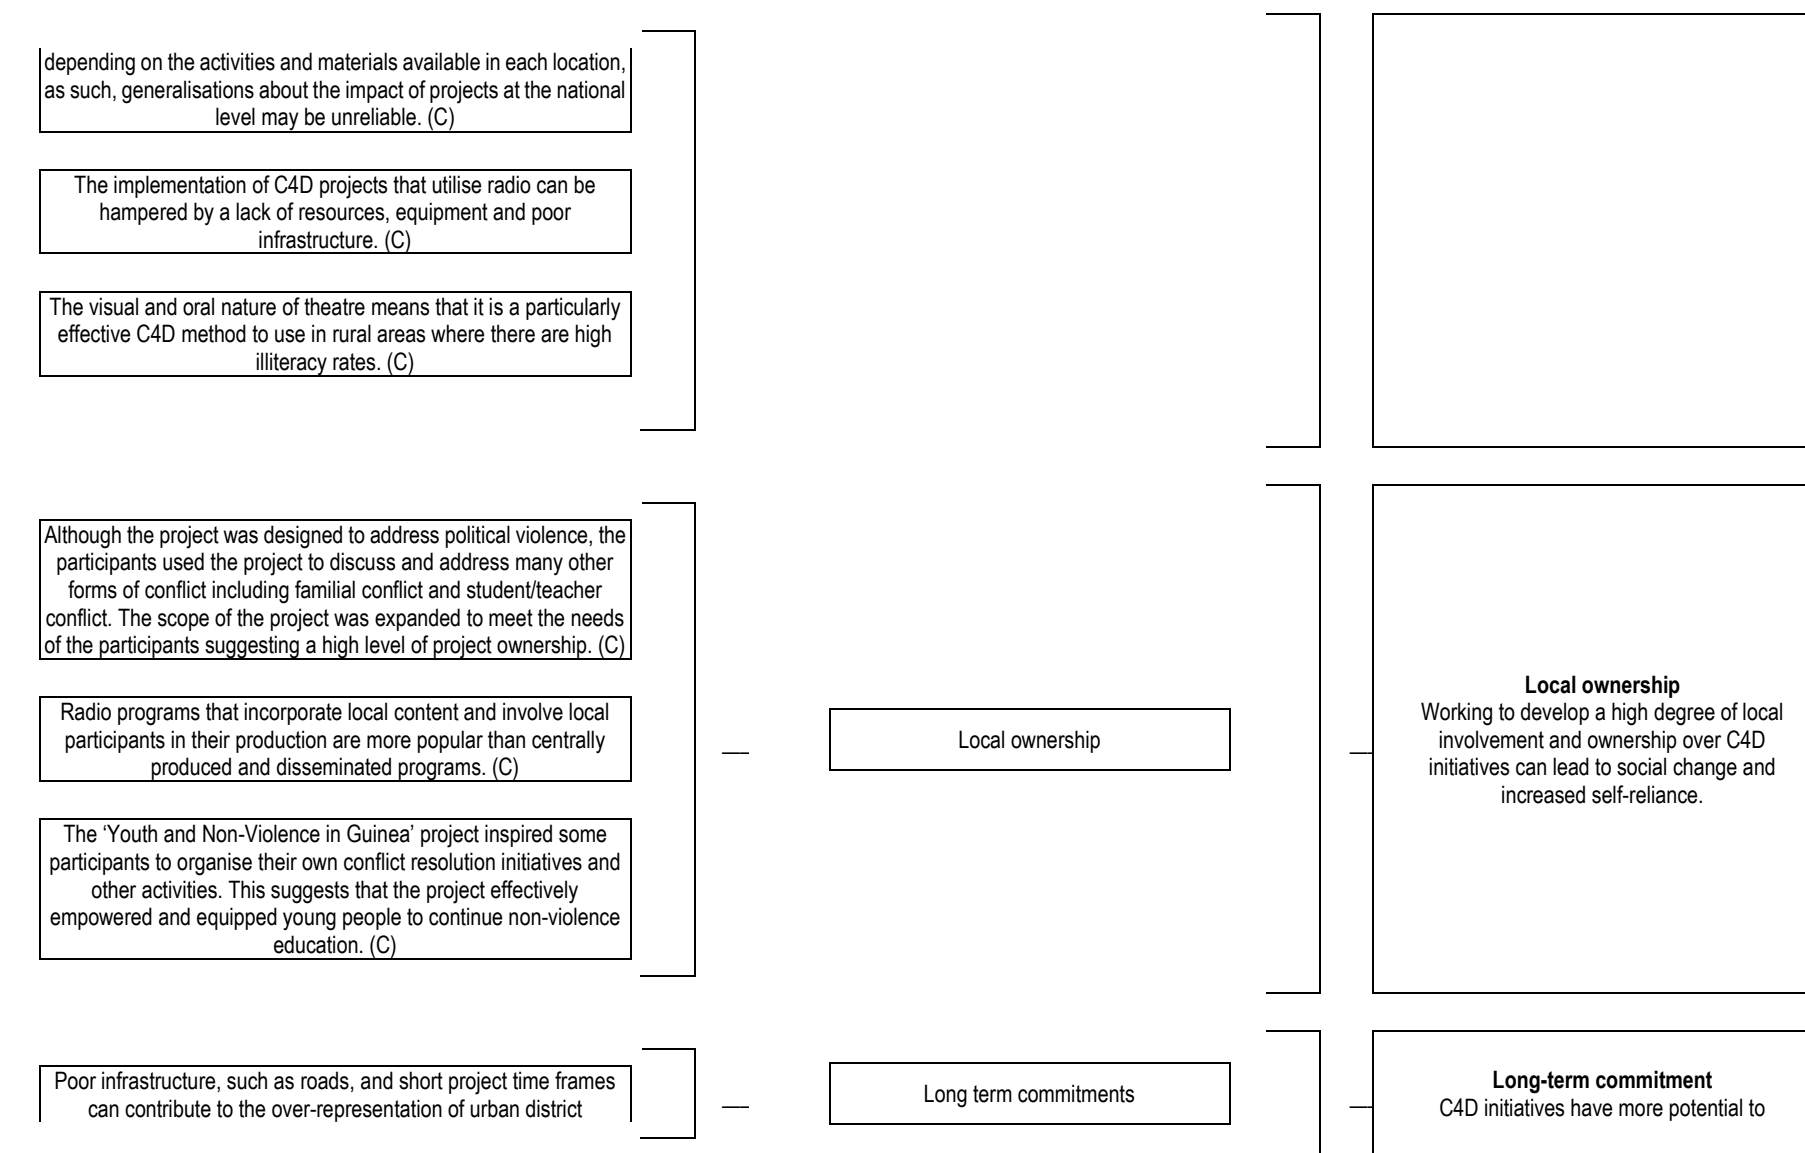 depending on the activities and materials available in each location,
as such, generalisations about the impact of projects at the national
level may be unreliable. (C)
The implementation of C4D projects that utilise radio can be
hampered by a lack of resources, equipment and poor
infrastructure. (C)
The visual and oral nature of theatre means that it is a particularly
effective C4D method to use in rural areas where there are high
illiteracy rates. (C)
Although the project was designed to address political violence, the
participants used the project to discuss and address many other
forms of conflict including familial conflict and student/teacher
conflict. The scope of the project was expanded to meet the needs
of the participants suggesting a high level of project ownership. (C)
Radio programs that incorporate local content and involve local
participants in their production are more popular than centrally
produced and disseminated programs. (C)
The ‘Youth and Non-Violence in Guinea’ project inspired some
participants to organise their own conflict resolution initiatives and
other activities. This suggests that the project effectively
empowered and equipped young people to continue non-violence
education. (C)
Local ownership
Local ownership
Working to develop a high degree of local
involvement and ownership over C4D
initiatives can lead to social change and
increased self-reliance.
Poor infrastructure, such as roads, and short project time frames
can contribute to the over-representation of urban district
Long term commitments
Long-term commitment
C4D initiatives have more potential to